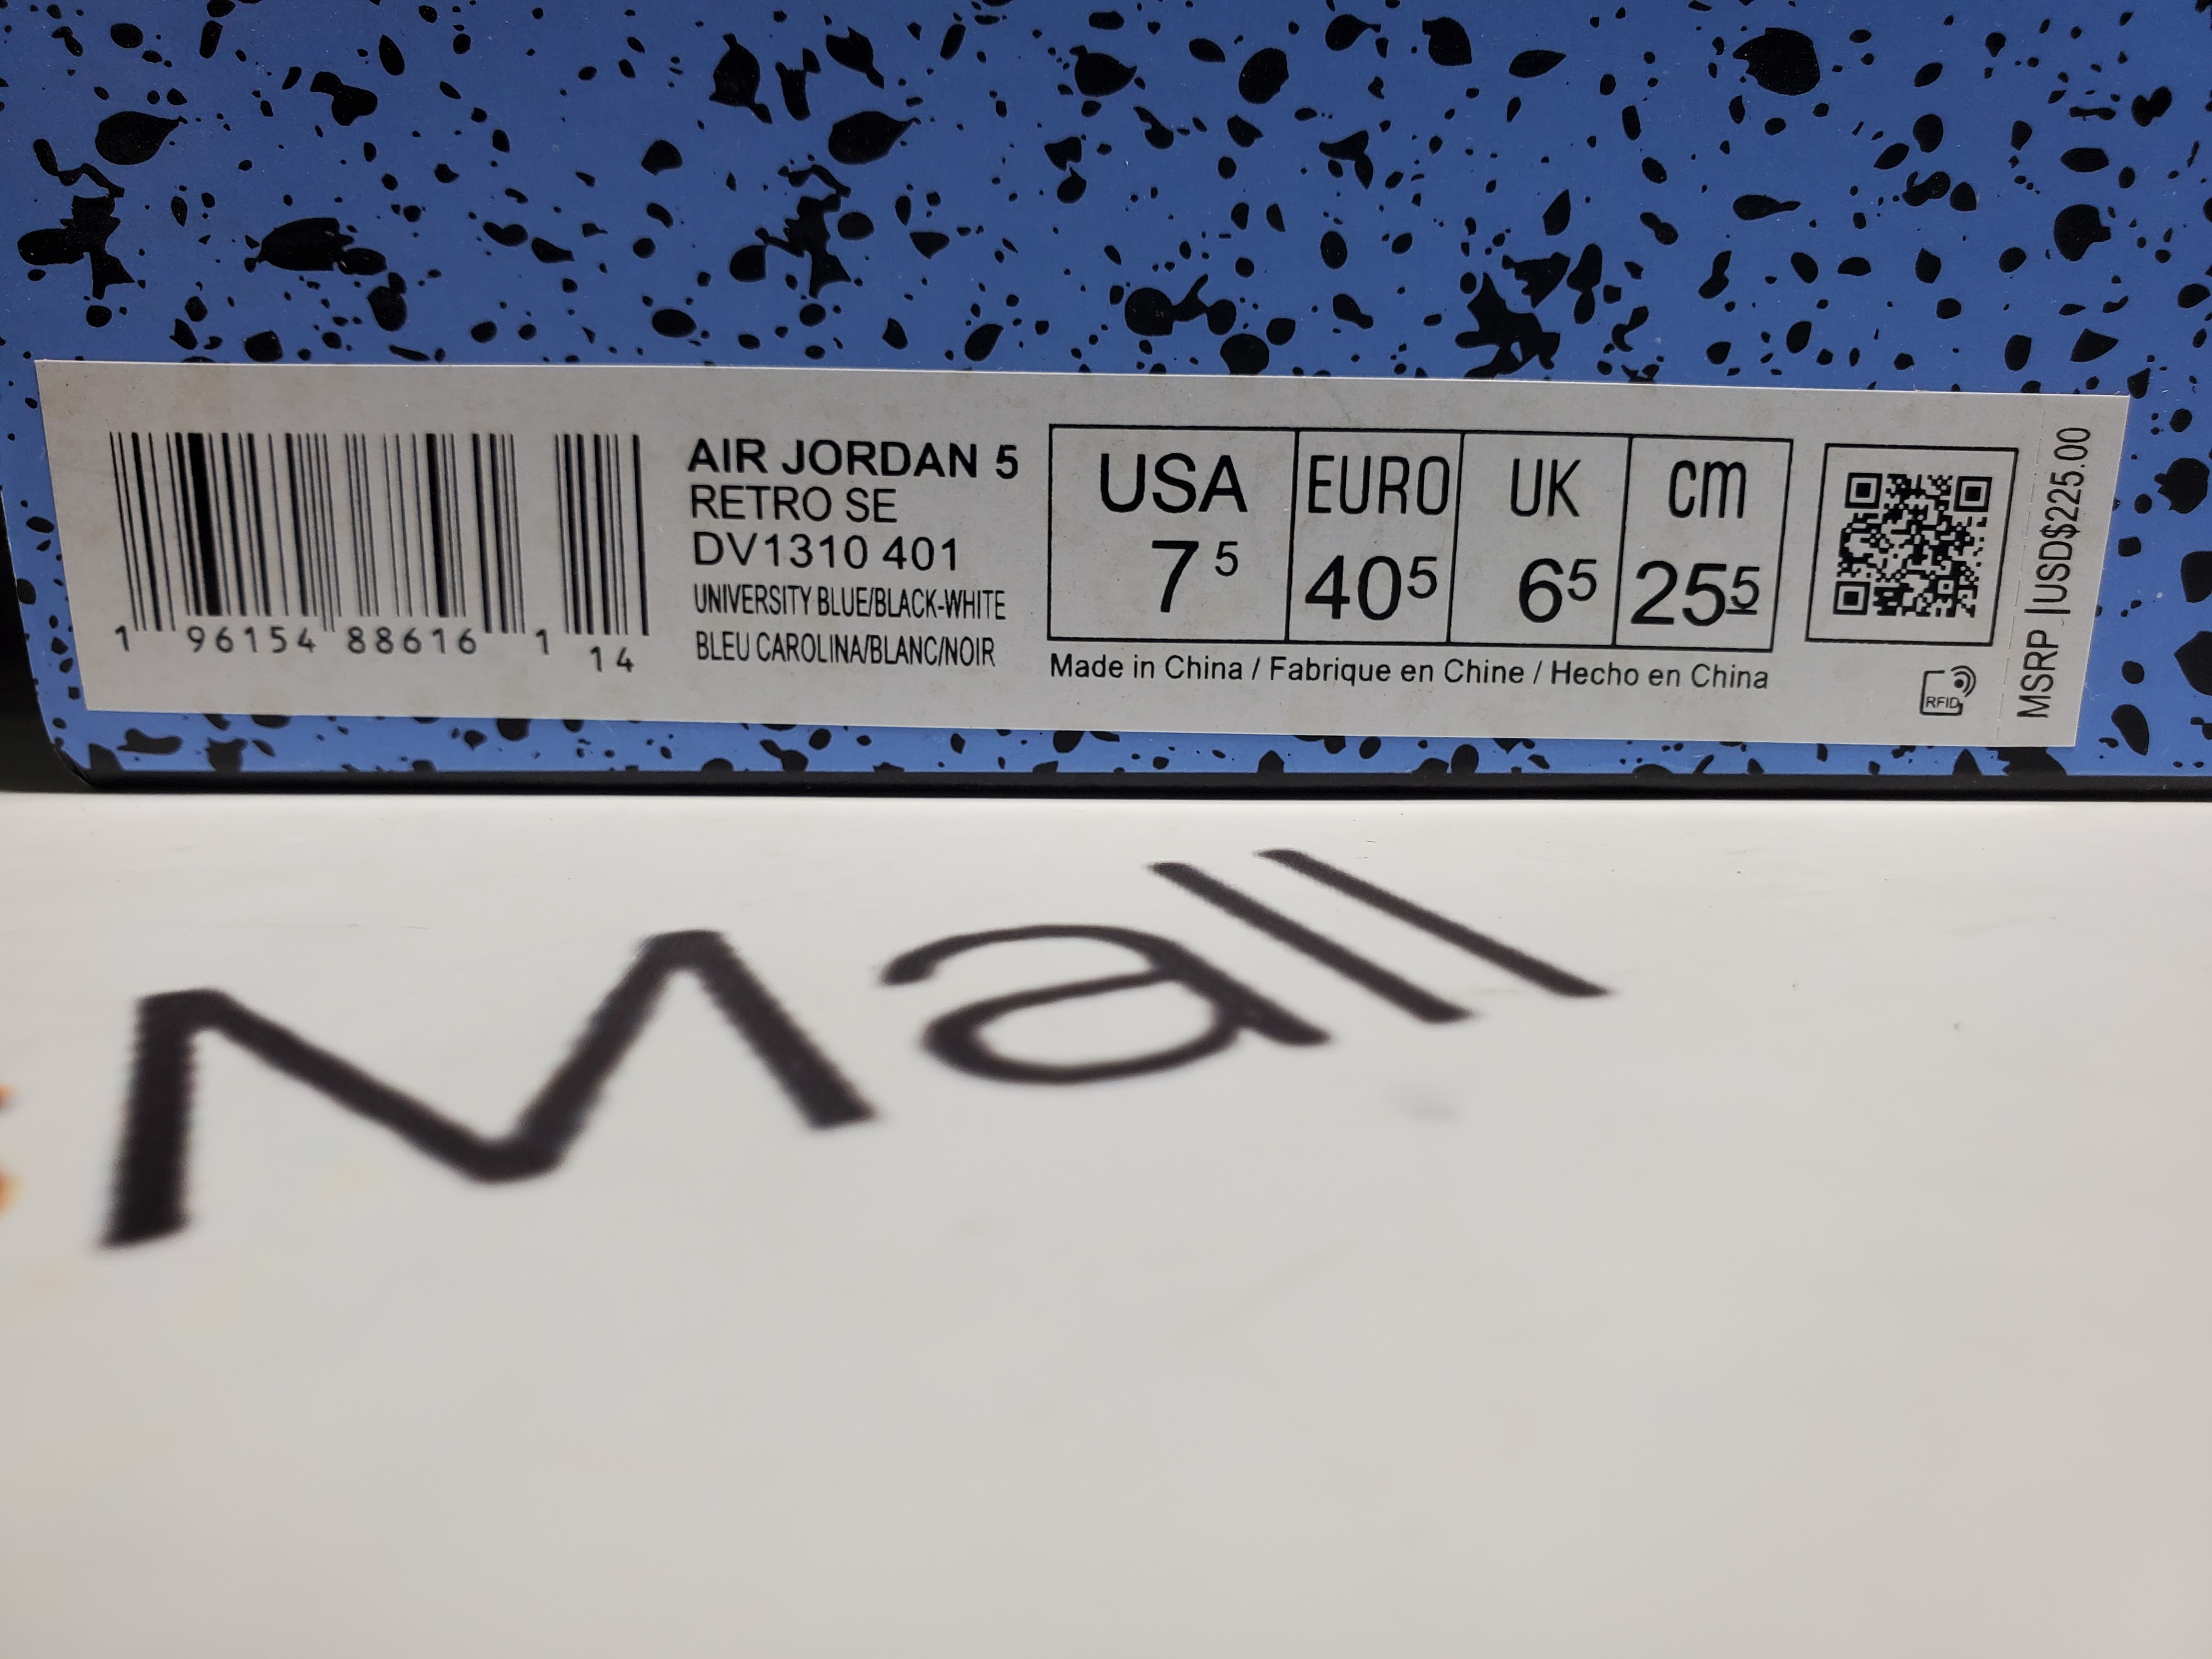 1 96154 88616 1 14
AIR JORDAN 5
RETRO SE
DV1310 401
UNIVERSITY BLUE/BLACK-WHITE
BLEU CAROLINA/BLANC/NOIR
USA EURO UK cm
7 5 40 5 6 5 25 5
Made in China / Fabrique en Chine / Hecho en China
RFID
MSRP |USD$225.00
Mall